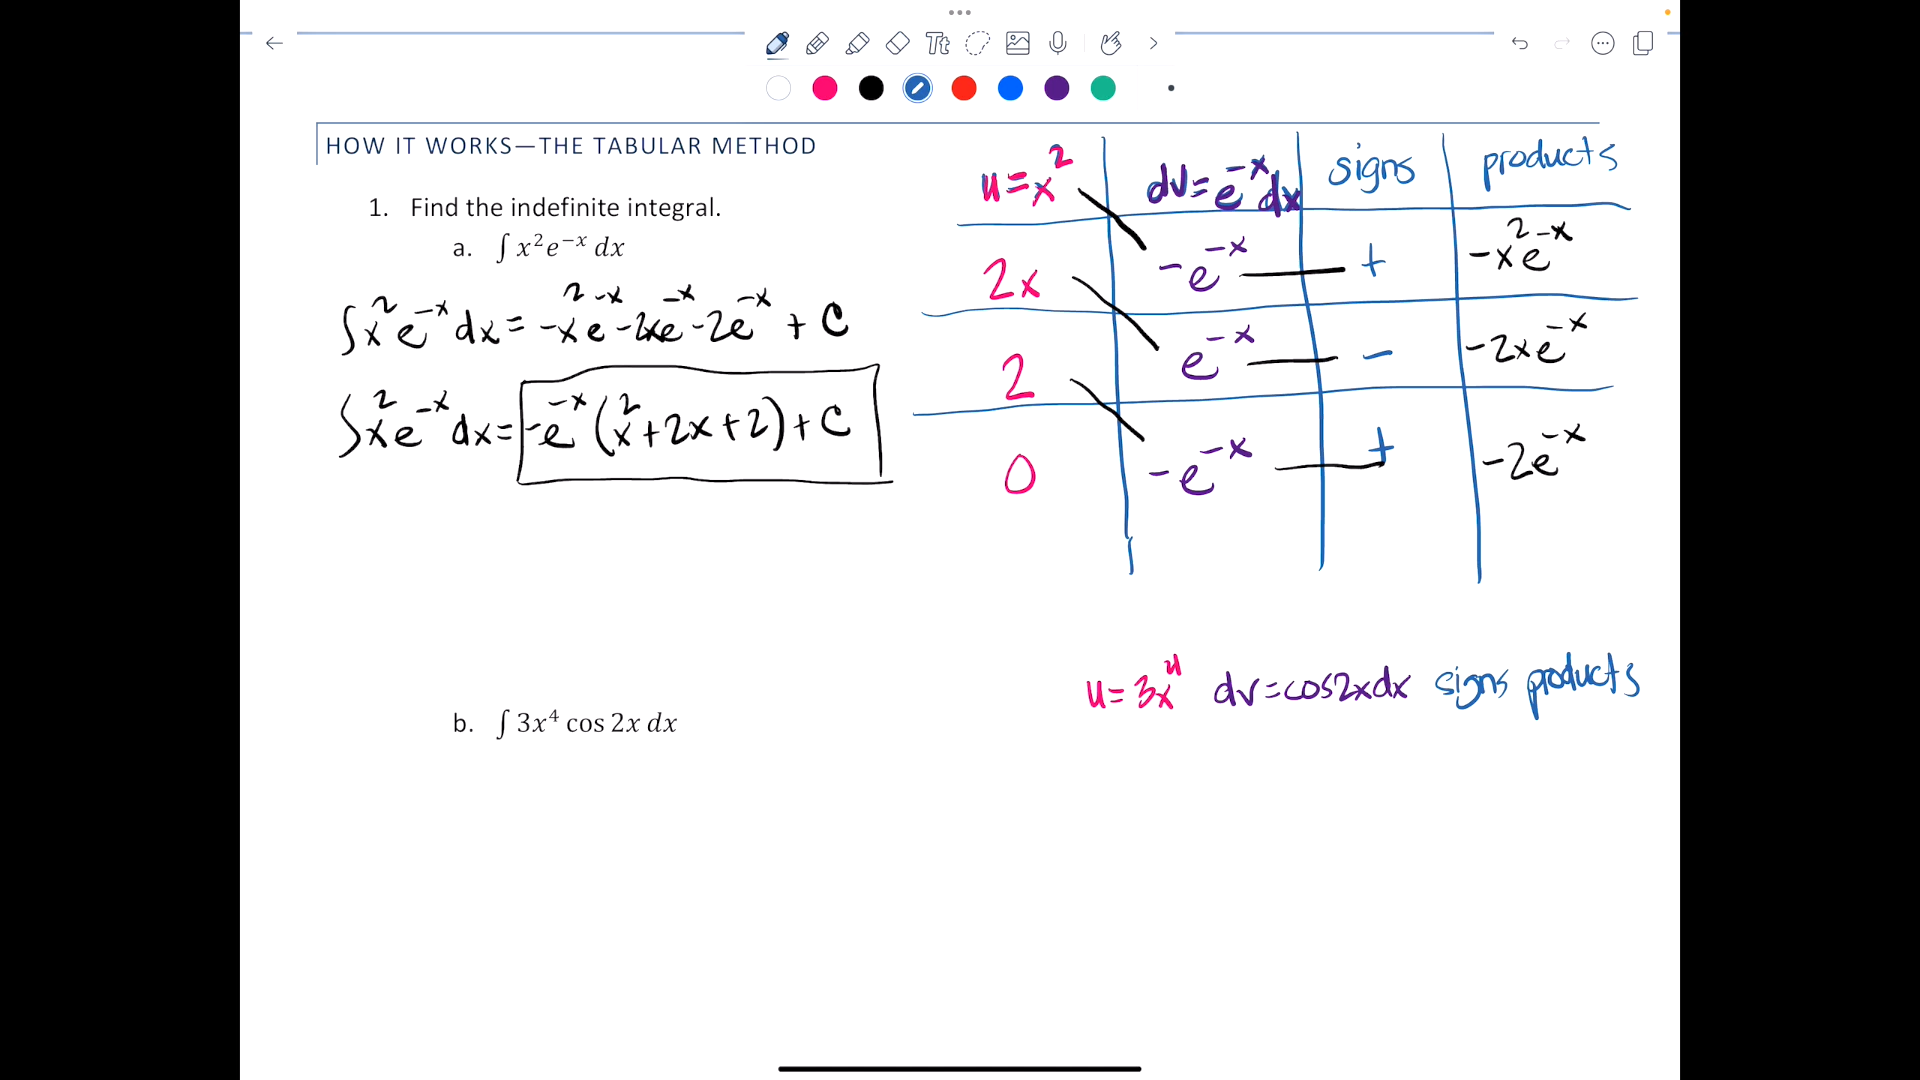 Tt
HOW IT WORKS—THE TABULAR METHOD
1. Find the indefinite integral.
a. ∫ x²e⁻ˣ dx
∫x²e⁻ˣdx = -x²e⁻ˣ-2xe⁻ˣ-2e⁻ˣ + C
∫x²e⁻ˣdx = -e⁻ˣ(x²+2x+2)+C
u=x² dv=e⁻ˣdx signs products
2x -e⁻ˣ + -x²e⁻ˣ
2 e⁻ˣ - -2xe⁻ˣ
0 -e⁻ˣ + -2e⁻ˣ
u=3x⁴ dv=cos2xdx signs products
b. ∫ 3x⁴ cos 2x dx